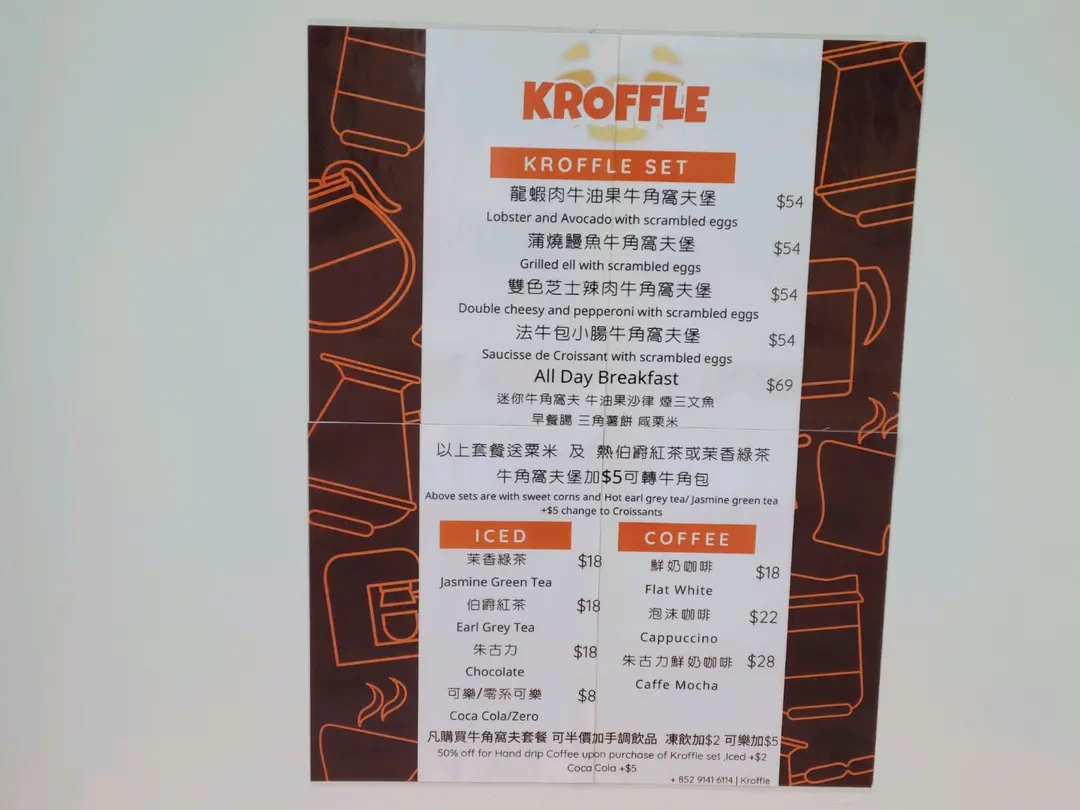 KROFFLE
KROFFLE SET
龍蝦肉牛油果牛角窩夫堡 $54
Lobster and Avocado with scrambled eggs
蒲燒鰻魚牛角窩夫堡 $54
Grilled ell with scrambled eggs
雙色芝士辣肉牛角窩夫堡 $54
Double cheesy and pepperoni with scrambled eggs
法牛包小腸牛角窩夫堡 $54
Saucisse de Croissant with scrambled eggs
All Day Breakfast $69
迷你牛角窩夫 牛油果沙律 煙三文魚
早餐腸 三角薯餅 咸栗米
以上套餐送粟米 及 熱伯爵紅茶或茉香綠茶
牛角窩夫堡加$5可轉牛角包
Above sets are with sweet corns and Hot earl grey tea/ Jasmine green tea
+$5 change to Croissants
ICED
茉香綠茶 $18
Jasmine Green Tea
伯爵紅茶 $18
Earl Grey Tea
朱古力 $18
Chocolate
可樂/零系可樂 $8
Coca Cola/Zero
COFFEE
鮮奶咖啡 $18
Flat White
泡沫咖啡 $22
Cappuccino
朱古力鮮奶咖啡 $28
Caffe Mocha
凡購買牛角窩夫套餐 可半價加手調飲品 凍飲加$2 可樂加$5
50% off for Hand drip Coffee upon purchase of Kroffle set ,Iced +$2
Coca Cola +$5
+ 852 9141 6114 | Kroffle